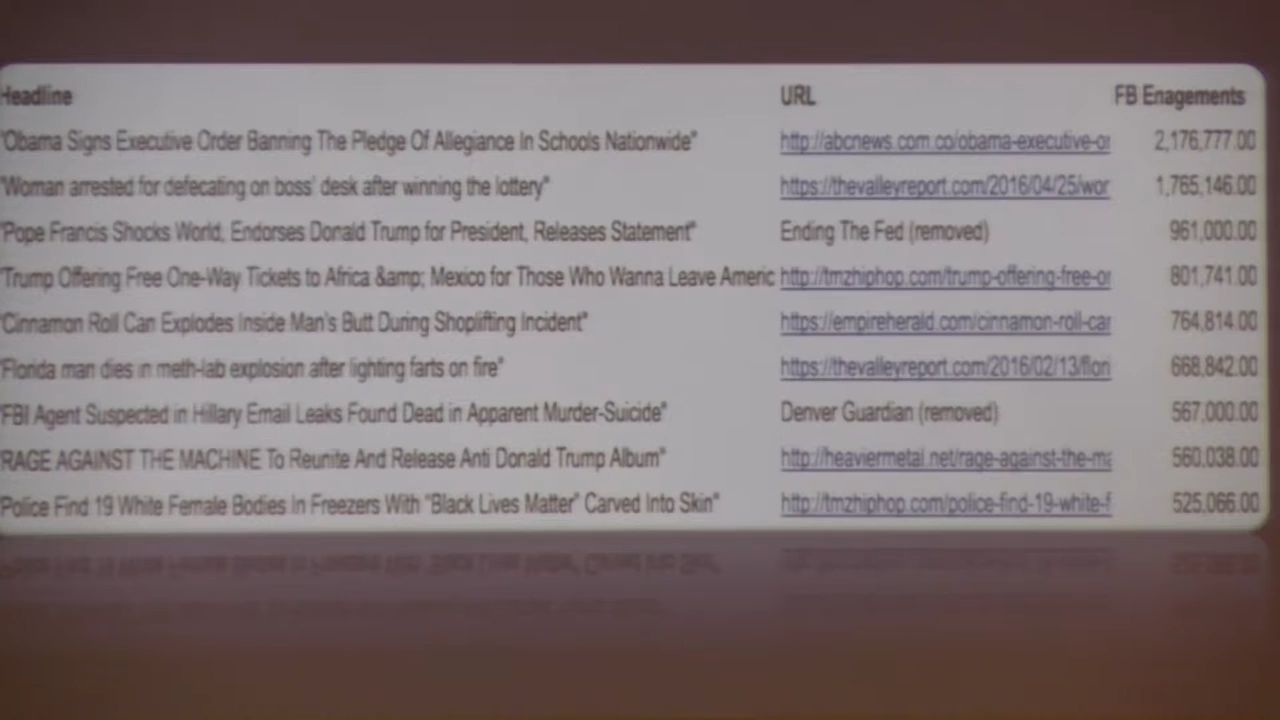 Headline URL FB Enagements
"Obama Signs Executive Order Banning The Pledge Of Allegiance In Schools Nationwide" http://abcnews.com.co/obama-executive-or 2,176,777.00
"Woman arrested for defecating on boss' desk after winning the lottery" https://thevalleyreport.com/2016/04/25/wor 1,765,146.00
"Pope Francis Shocks World, Endorses Donald Trump for President, Releases Statement" Ending The Fed (removed) 961,000.00
"Trump Offering Free One-Way Tickets to Africa &amp; Mexico for Those Who Wanna Leave Americ http://tmzhiphop.com/trump-offering-free-or 801,741.00
"Cinnamon Roll Can Explodes Inside Man's Butt During Shoplifting Incident" https://empireherald.com/cinnamon-roll-car 764,814.00
"Florida man dies in meth-lab explosion after lighting farts on fire" https://thevalleyreport.com/2016/02/13/flori 668,842.00
"FBI Agent Suspected in Hillary Email Leaks Found Dead in Apparent Murder-Suicide" Denver Guardian (removed) 567,000.00
RAGE AGAINST THE MACHINE To Reunite And Release Anti Donald Trump Album" http://heaviermetal.net/rage-against-the-ma 560,038.00
Police Find 19 White Female Bodies In Freezers With "Black Lives Matter" Carved Into Skin" http://tmzhiphop.com/police-find-19-white-f 525,066.00